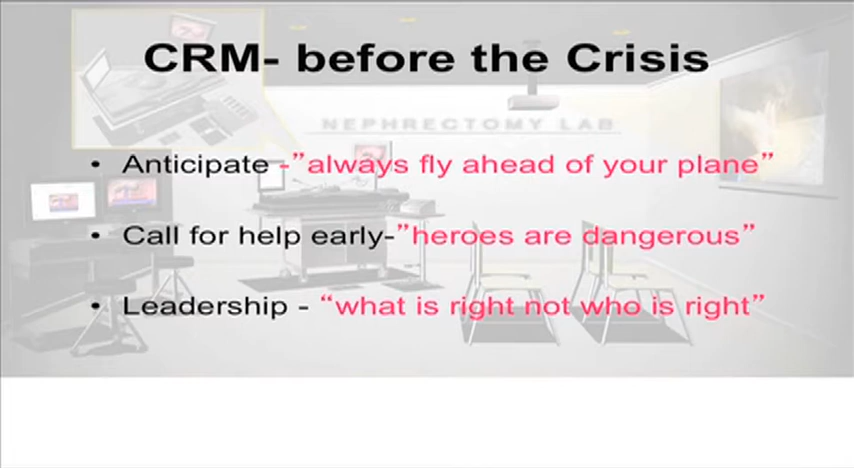 CRM- before the Crisis
NEPHRECTOMY LAB
• Anticipate -”always fly ahead of your plane”
• Call for help early-”heroes are dangerous”
• Leadership - “what is right not who is right”